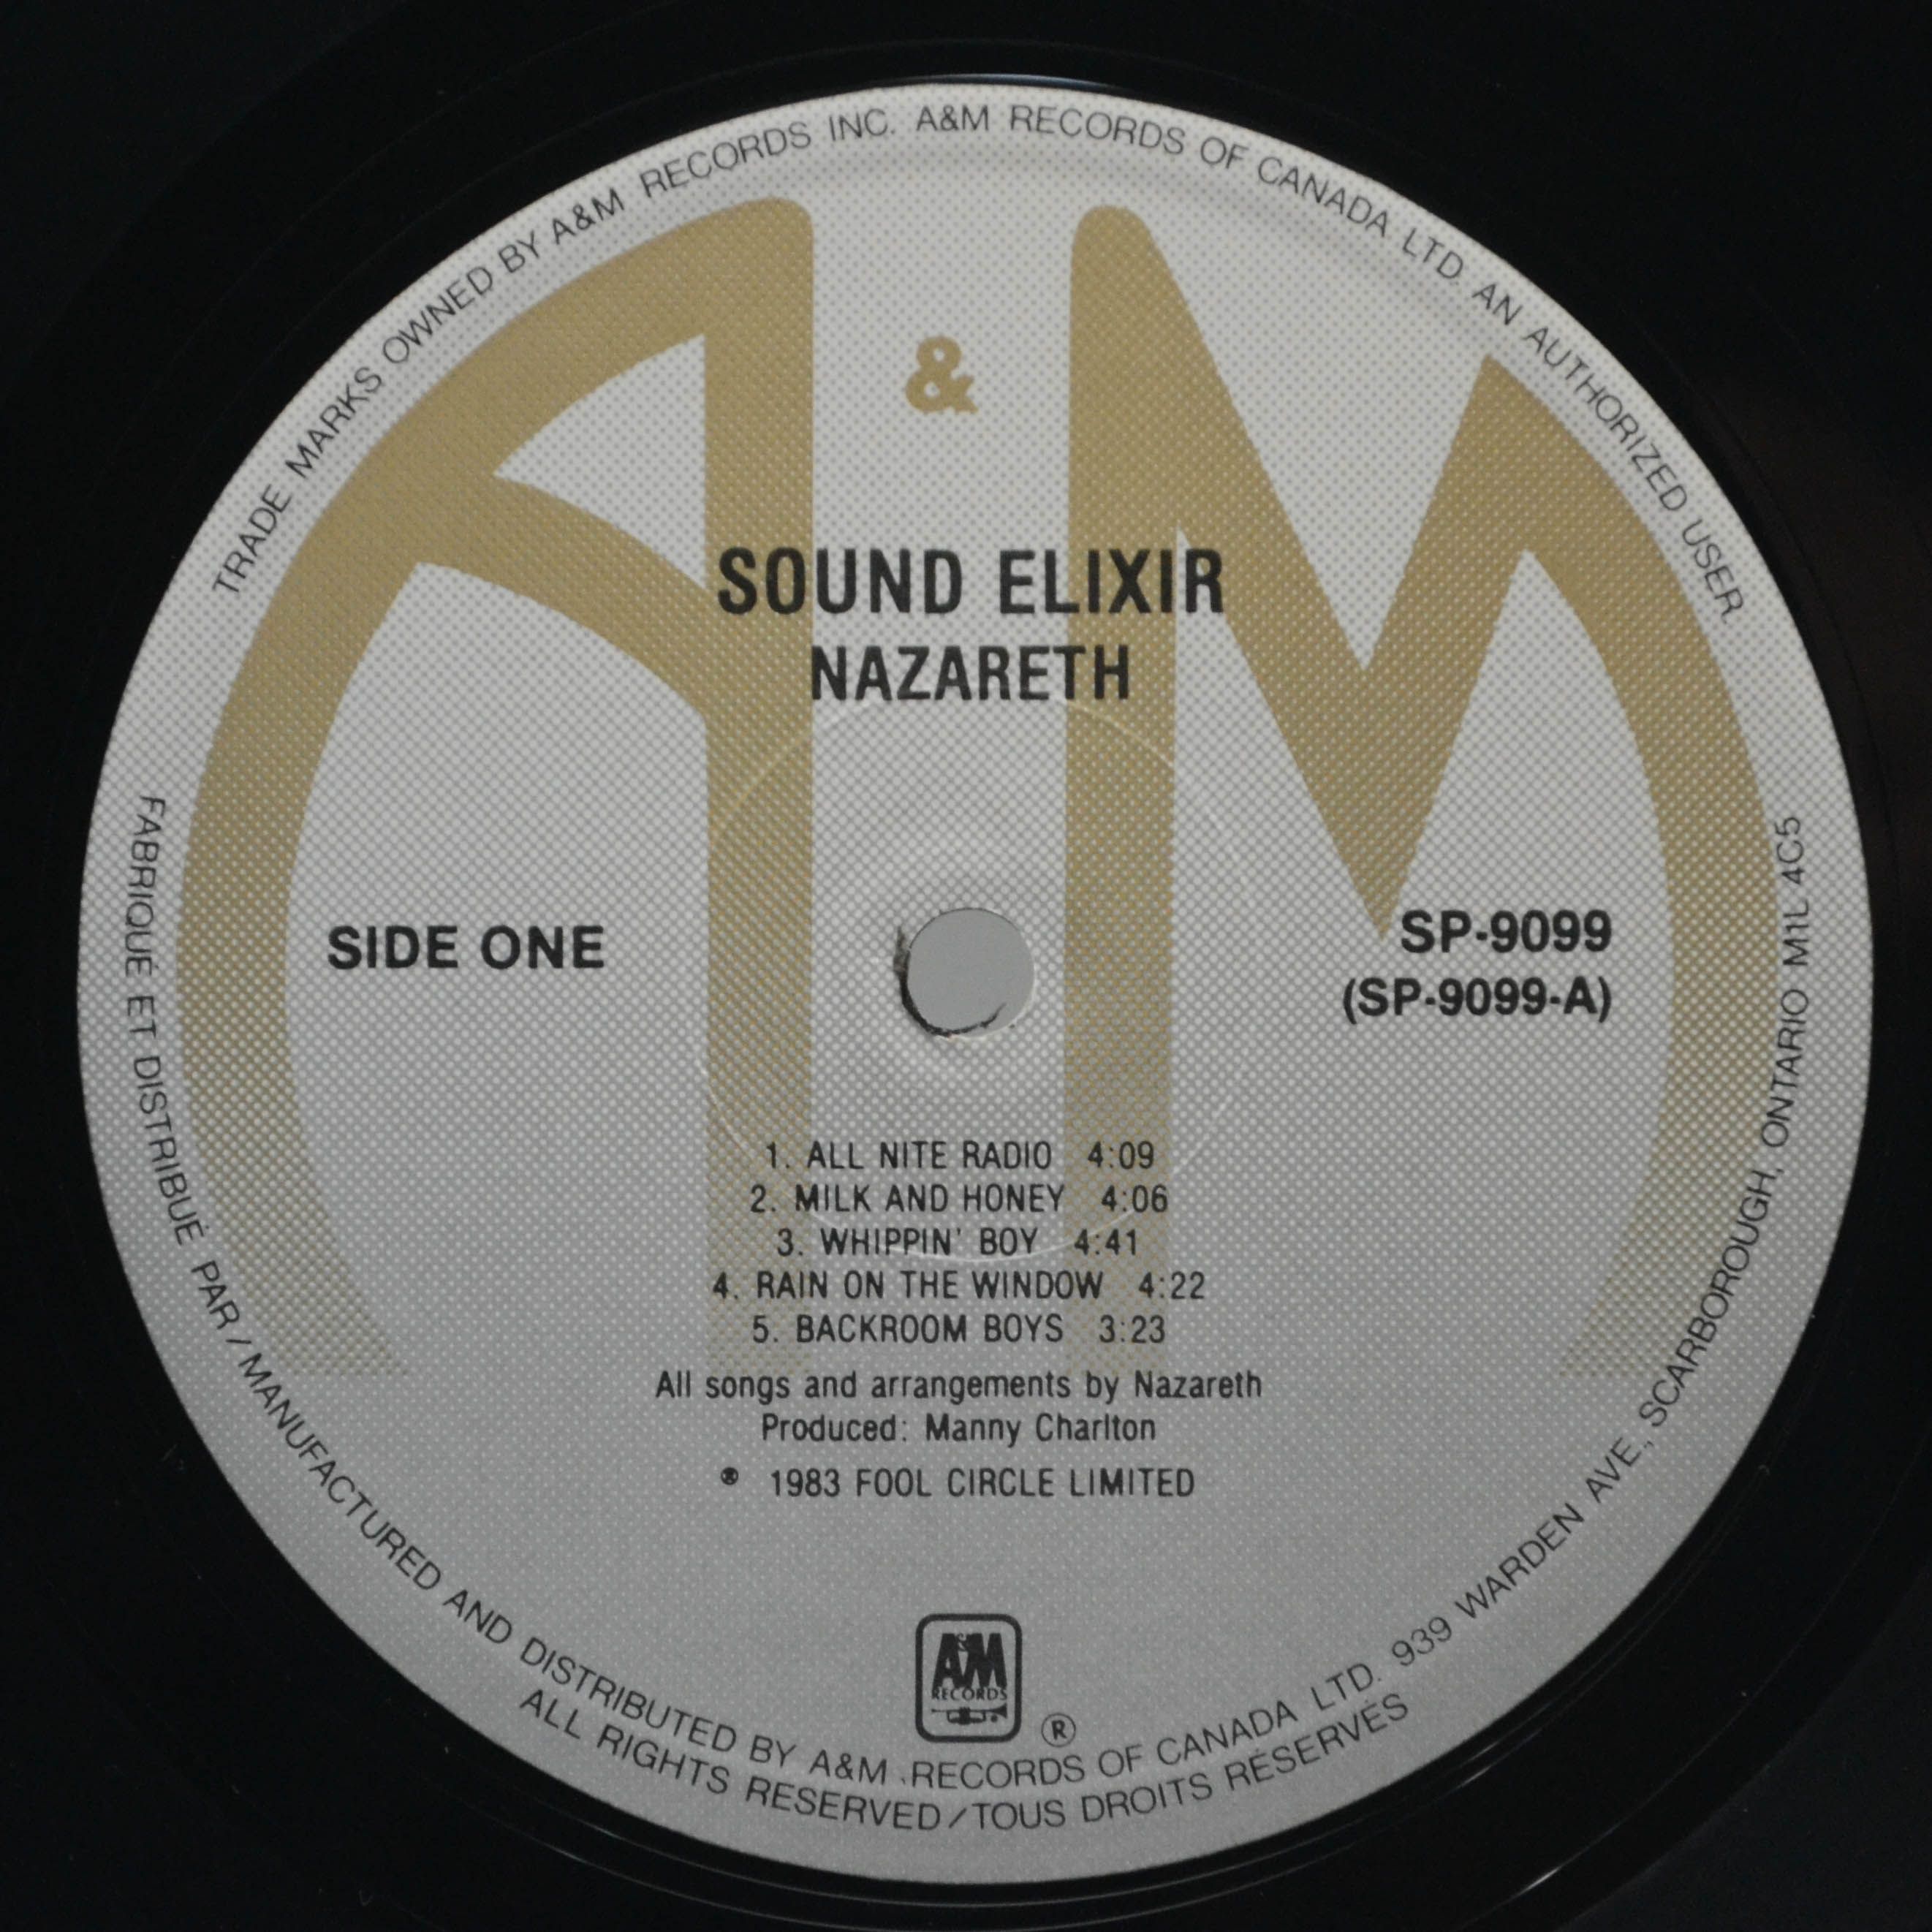 TRADE MARKS OWNED BY A&M RECORDS INC. A&M RECORDS OF CANADA LTD. AN AUTHORIZED USER
A & M
SOUND ELIXIR
NAZARETH
SIDE ONE
SP-9099
(SP-9099-A)
1. ALL NITE RADIO 4:09
2. MILK AND HONEY 4:06
3. WHIPPIN' BOY 4:41
4. RAIN ON THE WINDOW 4:22
5. BACKROOM BOYS 3:23
All songs and arrangements by Nazareth
Produced: Manny Charlton
℗ 1983 FOOL CIRCLE LIMITED
A&M
RECORDS
®
FABRIQUÉ ET DISTRIBUÉ PAR / MANUFACTURED AND DISTRIBUTED BY A&M RECORDS OF CANADA LTD. 939 WARDEN AVE., SCARBOROUGH, ONTARIO M1L 4C5
ALL RIGHTS RESERVED / TOUS DROITS RÉSERVÉS